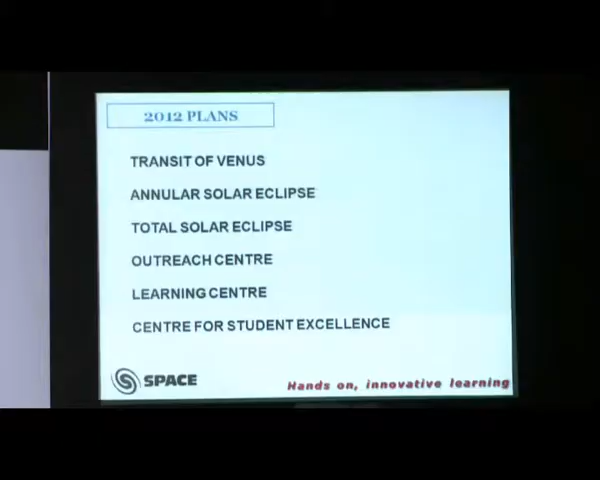 2012 PLANS
TRANSIT OF VENUS
ANNULAR SOLAR ECLIPSE
TOTAL SOLAR ECLIPSE
OUTREACH CENTRE
LEARNING CENTRE
CENTRE FOR STUDENT EXCELLENCE
SPACE
Hands on, innovative learning